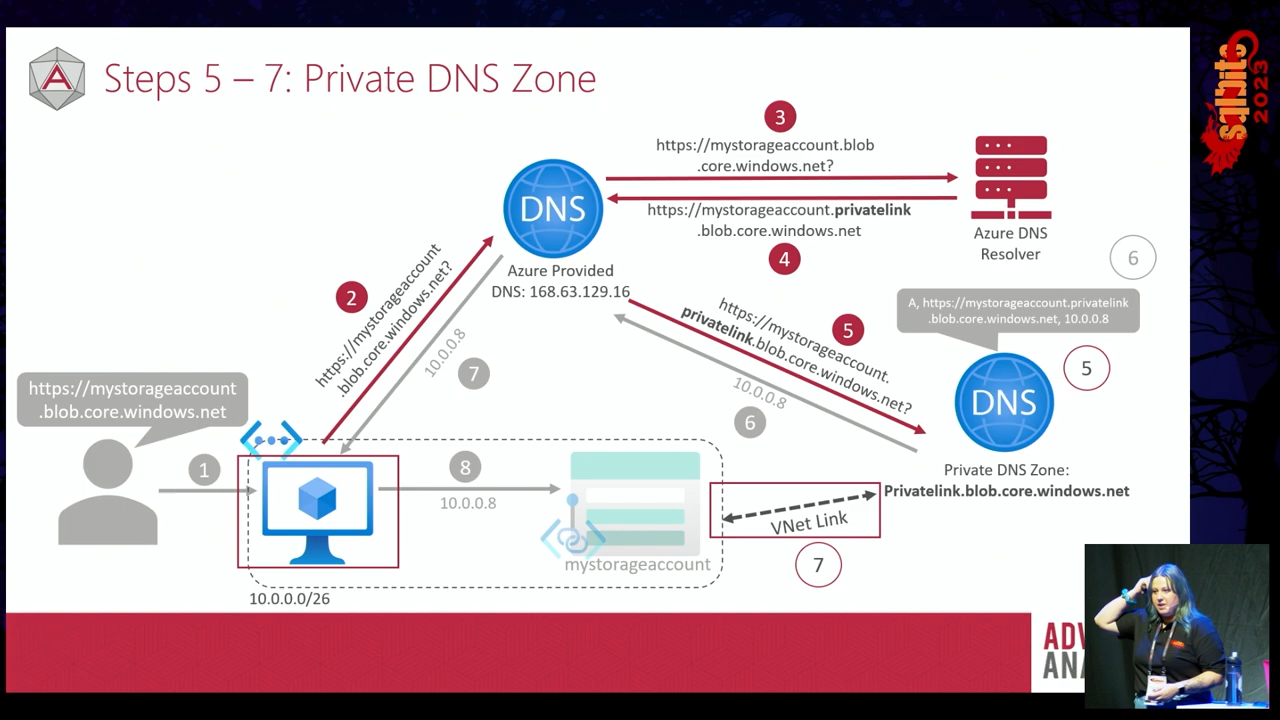 Steps 5 – 7: Private DNS Zone
sqlbits
2023
3
https://mystorageaccount.blob
.core.windows.net?
https://mystorageaccount.privatelink
.blob.core.windows.net
4
DNS
Azure Provided
DNS: 168.63.129.16
Azure DNS
Resolver
6
A, https://mystorageaccount.privatelink
.blob.core.windows.net, 10.0.0.8
2
https://mystorageaccount
.blob.core.windows.net?
10.0.0.8
7
https://mystorageaccount.
privatelink.blob.core.windows.net?
5
10.0.0.8
6
DNS
5
Private DNS Zone:
Privatelink.blob.core.windows.net
https://mystorageaccount
.blob.core.windows.net
1
8
10.0.0.8
mystorageaccount
VNet Link
7
10.0.0.0/26